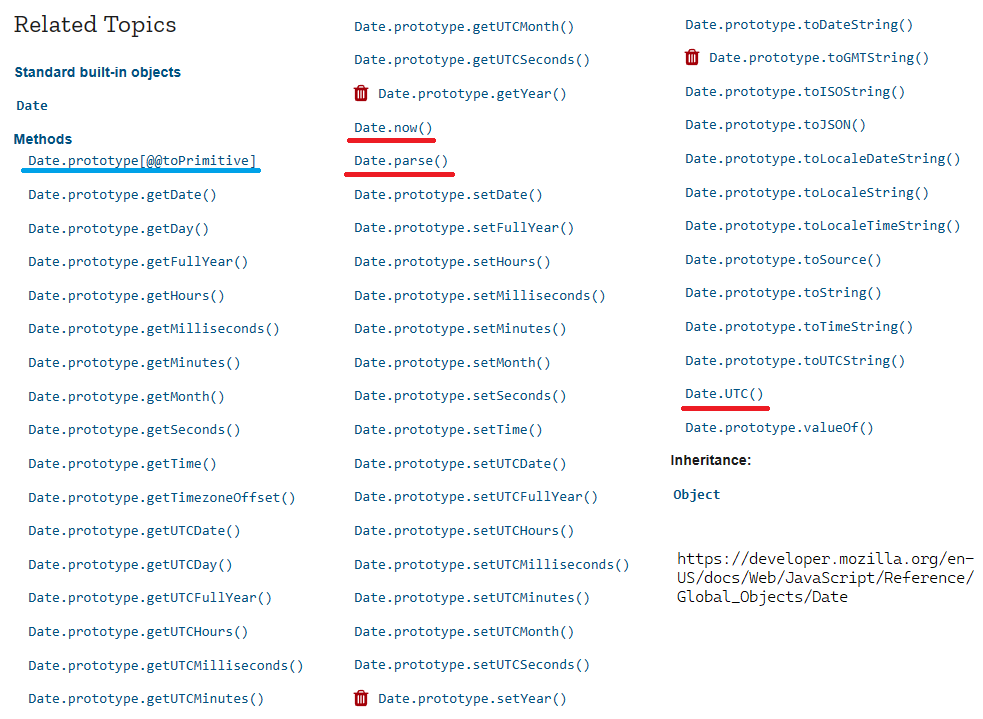 Related Topics
Standard built-in objects
Date
Methods
Date.prototype[@@toPrimitive]
Date.prototype.getDate()
Date.prototype.getDay()
Date.prototype.getFullYear()
Date.prototype.getHours()
Date.prototype.getMilliseconds()
Date.prototype.getMinutes()
Date.prototype.getMonth()
Date.prototype.getSeconds()
Date.prototype.getTime()
Date.prototype.getTimezoneOffset()
Date.prototype.getUTCDate()
Date.prototype.getUTCDay()
Date.prototype.getUTCFullYear()
Date.prototype.getUTCHours()
Date.prototype.getUTCMilliseconds()
Date.prototype.getUTCMinutes()
Date.prototype.getUTCMonth()
Date.prototype.getUTCSeconds()
Date.prototype.getYear()
Date.now()
Date.parse()
Date.prototype.setDate()
Date.prototype.setFullYear()
Date.prototype.setHours()
Date.prototype.setMilliseconds()
Date.prototype.setMinutes()
Date.prototype.setMonth()
Date.prototype.setSeconds()
Date.prototype.setTime()
Date.prototype.setUTCDate()
Date.prototype.setUTCFullYear()
Date.prototype.setUTCHours()
Date.prototype.setUTCMilliseconds()
Date.prototype.setUTCMinutes()
Date.prototype.setUTCMonth()
Date.prototype.setUTCSeconds()
Date.prototype.setYear()
Date.prototype.toDateString()
Date.prototype.toGMTString()
Date.prototype.toISOString()
Date.prototype.toJSON()
Date.prototype.toLocaleDateString()
Date.prototype.toLocaleString()
Date.prototype.toLocaleTimeString()
Date.prototype.toSource()
Date.prototype.toString()
Date.prototype.toTimeString()
Date.prototype.toUTCString()
Date.UTC()
Date.prototype.valueOf()
Inheritance:
Object
https://developer.mozilla.org/en-
US/docs/Web/JavaScript/Reference/
Global_Objects/Date